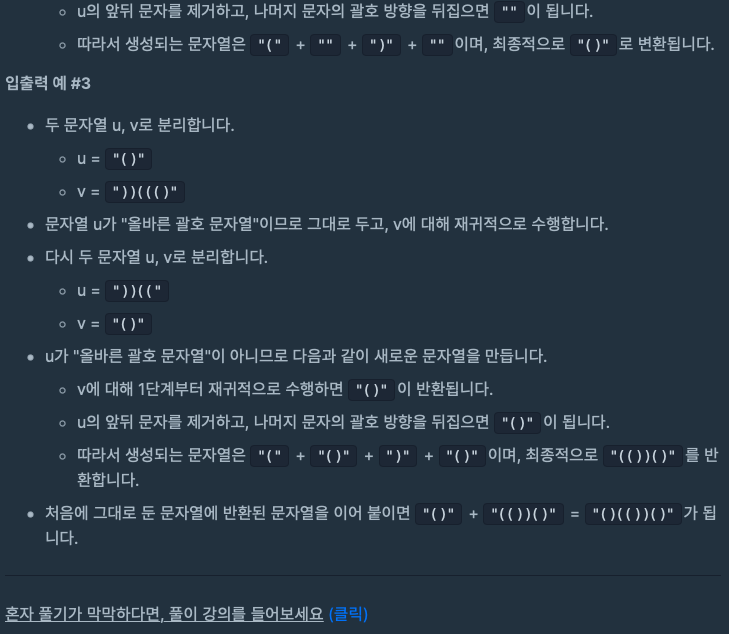 u의 앞뒤 문자를 제거하고, 나머지 문자의 괄호 방향을 뒤집으면 "" 이 됩니다.
따라서 생성되는 문자열은 "(" + "" + ")" + "" 이며, 최종적으로 "()" 로 변환됩니다.
입출력 예 #3
두 문자열 u, v로 분리합니다.
u = "()"
v = "))((()"
문자열 u가 "올바른 괄호 문자열"이므로 그대로 두고, v에 대해 재귀적으로 수행합니다.
다시 두 문자열 u, v로 분리합니다.
u = "))(("
v = "()"
u가 "올바른 괄호 문자열"이 아니므로 다음과 같이 새로운 문자열을 만듭니다.
v에 대해 1단계부터 재귀적으로 수행하면 "()" 이 반환됩니다.
u의 앞뒤 문자를 제거하고, 나머지 문자의 괄호 방향을 뒤집으면 "()" 이 됩니다.
따라서 생성되는 문자열은 "(" + "()" + ")" + "()" 이며, 최종적으로 "(())()" 를 반
환합니다.
처음에 그대로 둔 문자열에 반환된 문자열을 이어 붙이면 "()" + "(())()" = "()(())()" 가 됩
니다.
혼자 풀기가 막막하다면, 풀이 강의를 들어보세요 (클릭)